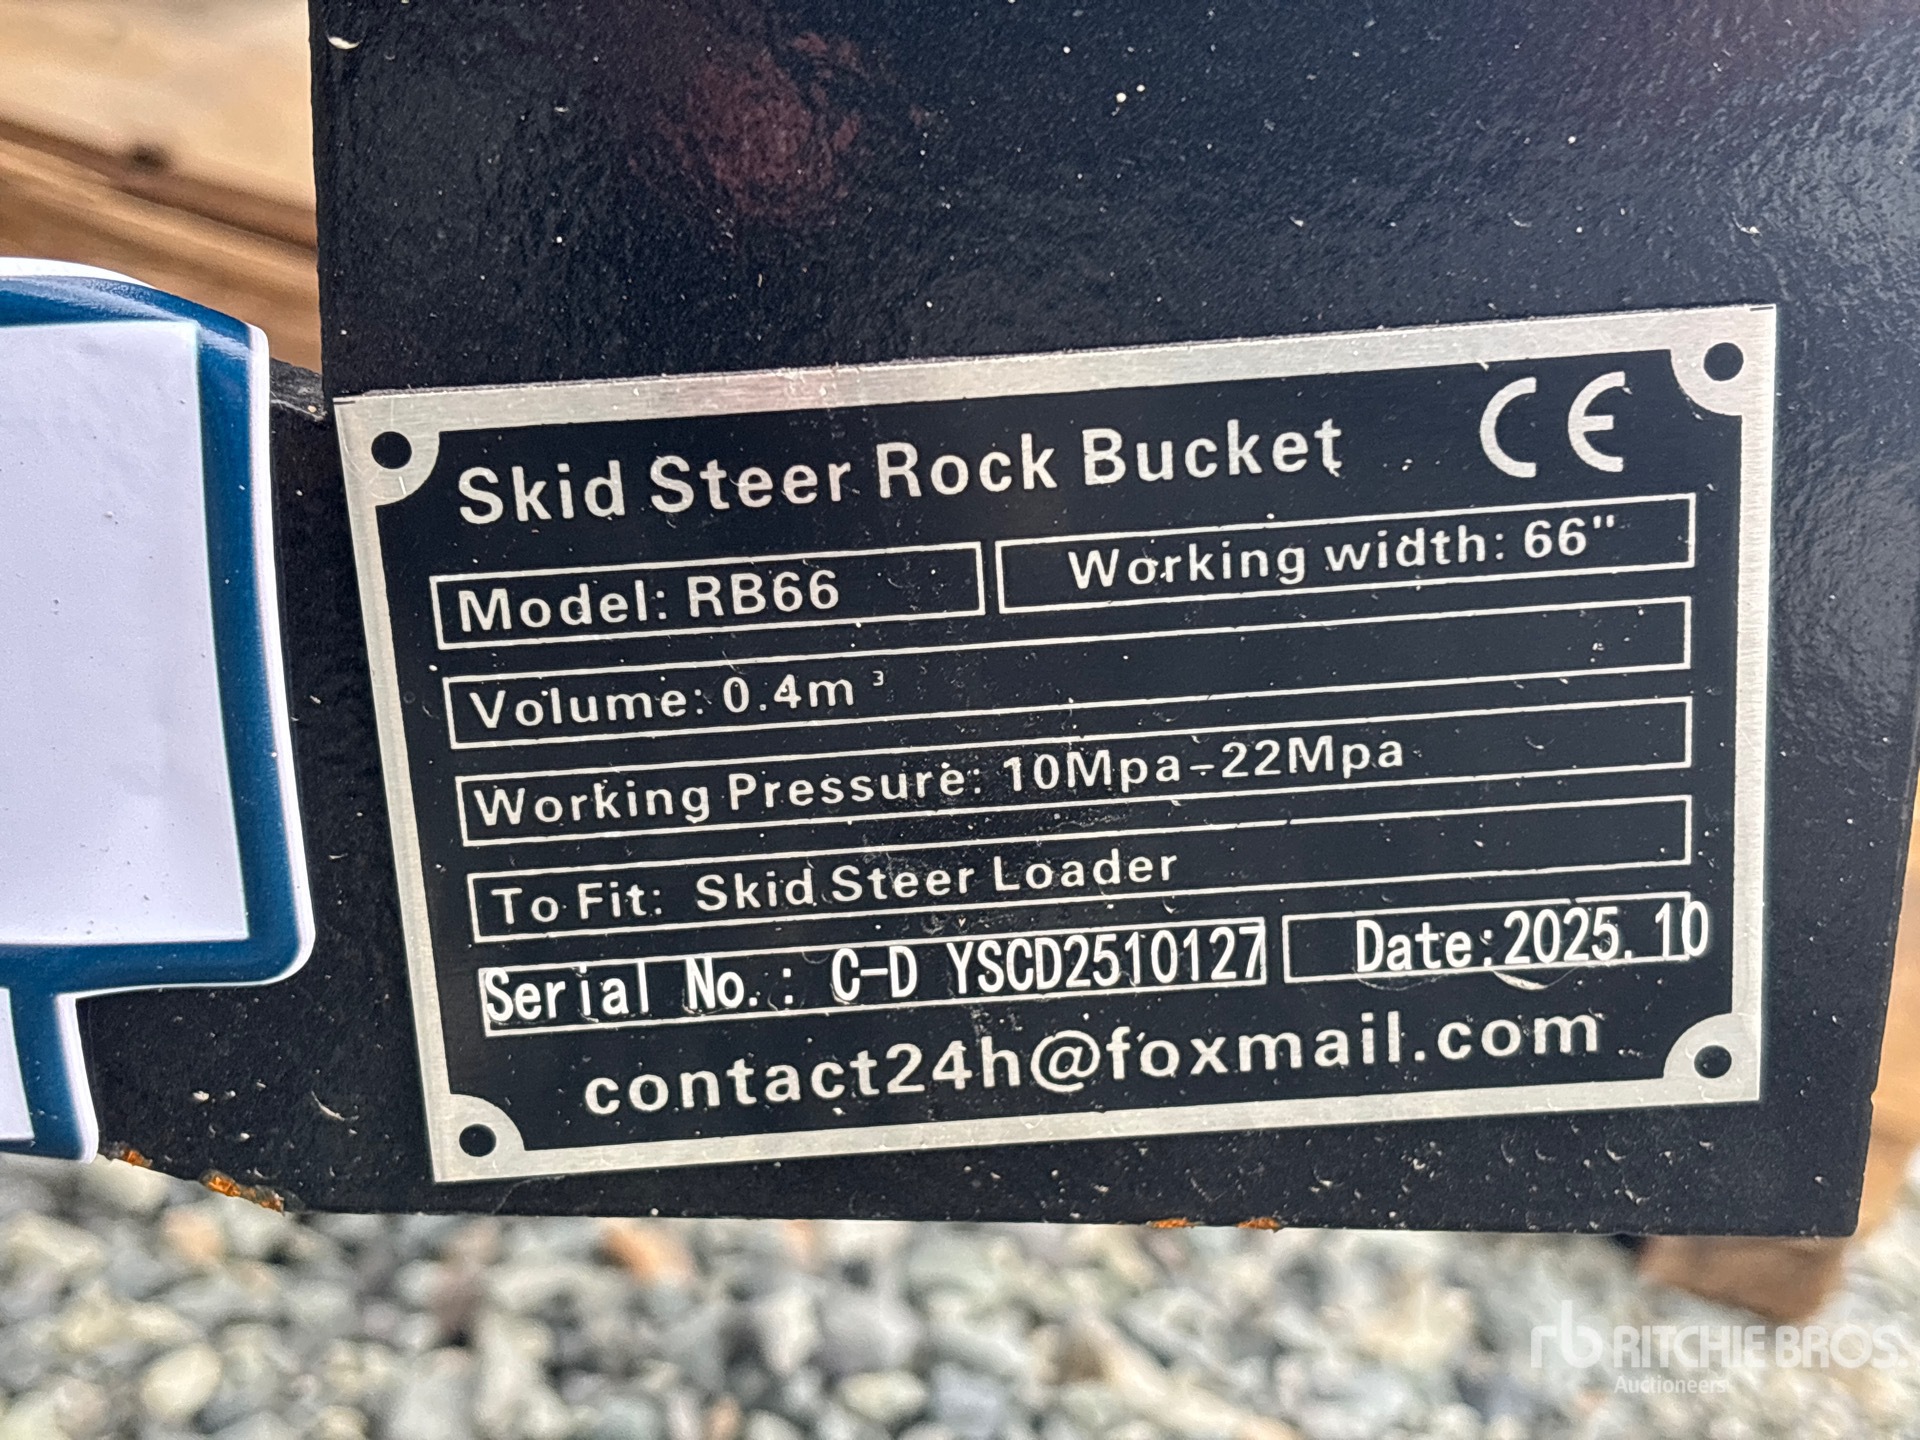 Skid Steer Rock Bucket CE
Model: RB66 Working width: 66"
Volume: 0.4m³
Working Pressure: 10Mpa-22Mpa
To Fit: Skid Steer Loader
Serial No.: C-D YSCD2510127 Date:2025.10
contact24h@foxmail.com
rb RITCHIE BROS.
Auctioneers